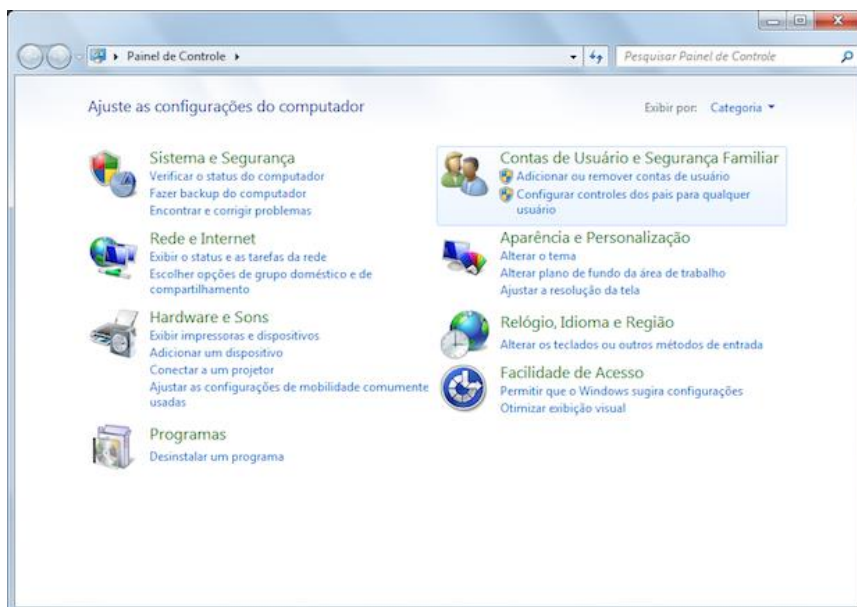 Painel de Controle
Pesquisar Painel de Controle
Ajuste as configurações do computador
Exibir por: Categoria
Sistema e Segurança
Verificar o status do computador
Fazer backup do computador
Encontrar e corrigir problemas
Rede e Internet
Exibir o status e as tarefas da rede
Escolher opções de grupo doméstico e de
compartilhamento
Hardware e Sons
Exibir impressoras e dispositivos
Adicionar um dispositivo
Conectar a um projetor
Ajustar as configurações de mobilidade comumente
usadas
Programas
Desinstalar um programa
Contas de Usuário e Segurança Familiar
Adicionar ou remover contas de usuário
Configurar controles dos pais para qualquer
usuário
Aparência e Personalização
Alterar o tema
Alterar plano de fundo da área de trabalho
Ajustar a resolução da tela
Relógio, Idioma e Região
Alterar os teclados ou outros métodos de entrada
Facilidade de Acesso
Permitir que o Windows sugira configurações
Otimizar exibição visual